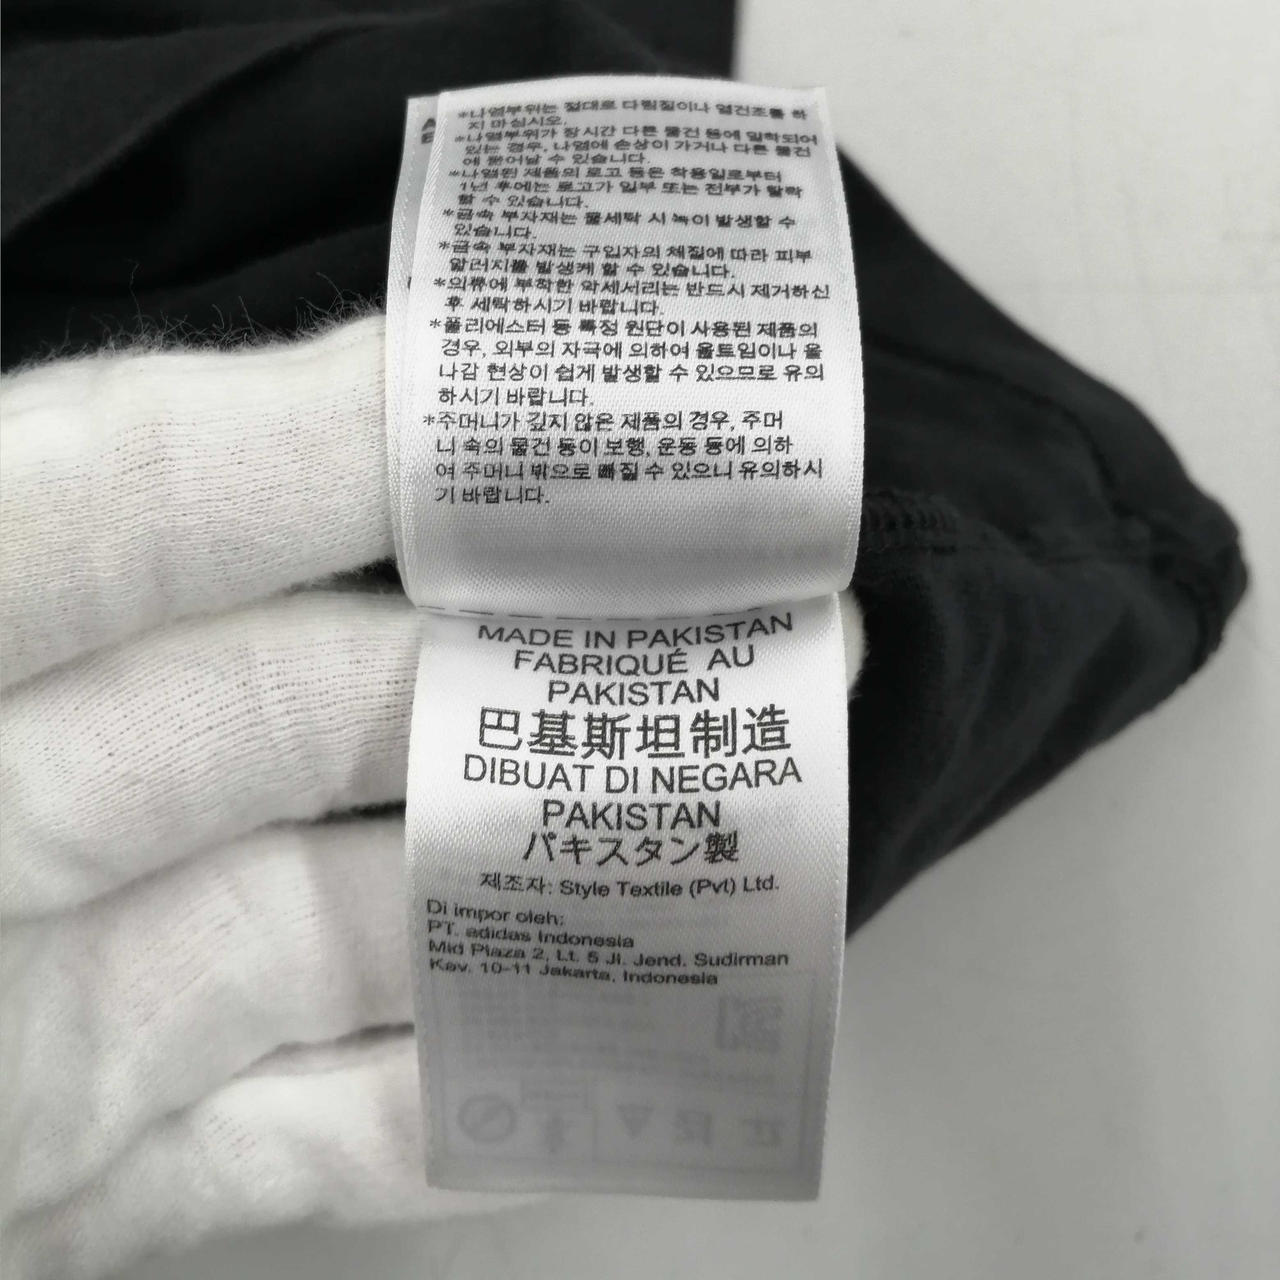 *나염부위는 절대로 다림질이나 열건조를 하
지 마십시오.
*나염부위가 장시간 다른 물건 등에 밀착되어
있는 경우, 나염에 손상이 가거나 다른 물건
에 묻어날 수 있습니다.
*나염된 제품의 로고 등은 착용일로부터
1년 후에는 로고가 일부 또는 전부가 탈락
할 수 있습니다.
*금속 부자재는 물세탁 시 녹이 발생할 수
있습니다.
*금속 부자재는 구입자의 체질에 따라 피부
알러지를 발생케 할 수 있습니다.
*의류에 부착한 악세서리는 반드시 제거하신
후 세탁하시기 바랍니다.
*폴리에스터 등 특정 원단이 사용된 제품의
경우, 외부의 자극에 의하여 올트임이나 올
나감 현상이 쉽게 발생할 수 있으므로 유의
하시기 바랍니다.
*주머니가 깊지 않은 제품의 경우, 주머
니 속의 물건 등이 보행, 운동 등에 의하
여 주머니 밖으로 빠질 수 있으니 유의하시
기 바랍니다.
MADE IN PAKISTAN
FABRIQUÉ AU
PAKISTAN
巴基斯坦制造
DIBUAT DI NEGARA
PAKISTAN
パキスタン製
제조자: Style Textile (Pvt) Ltd.
Di impor oleh:
PT. adidas Indonesia
Mid Plaza 2, Lt. 5 Jl. Jend. Sudirman
Kav. 10-11 Jakarta, Indonesia